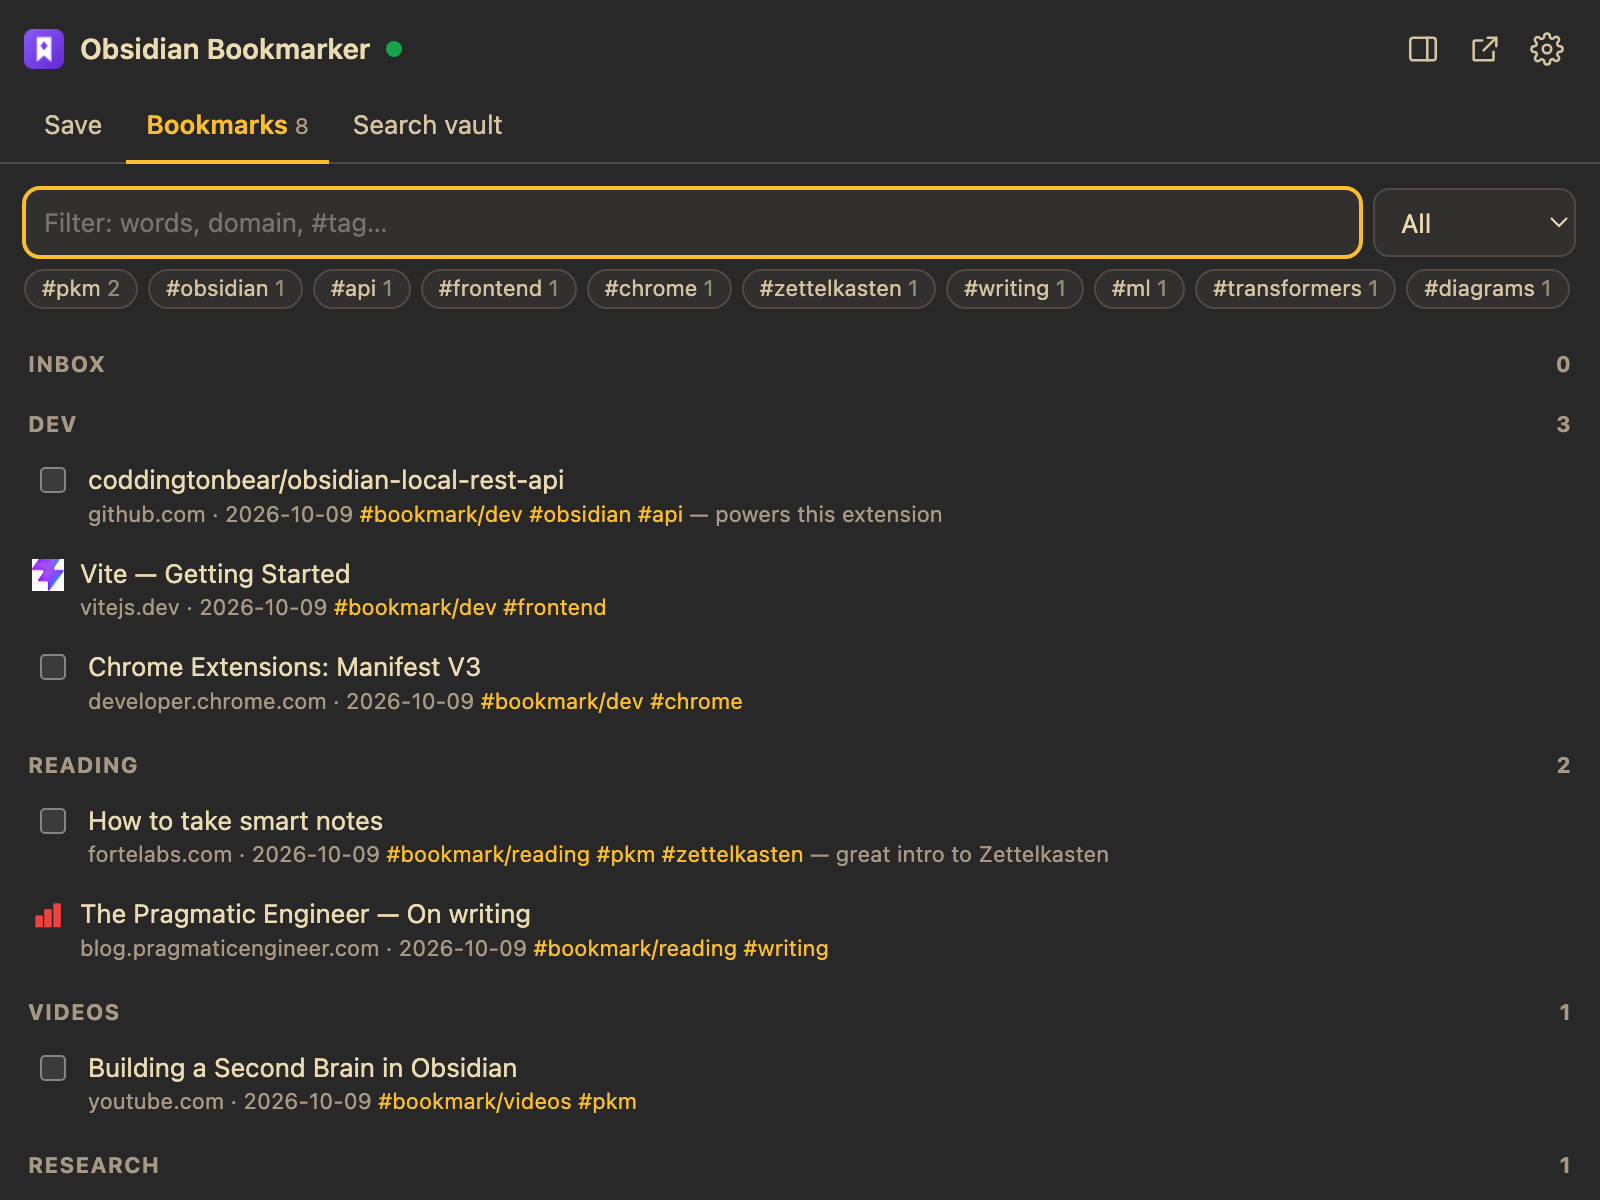 Obsidian Bookmarker
Save Bookmarks 8 Search vault
Filter: words, domain, #tag... All
#pkm 2 #obsidian 1 #api 1 #frontend 1 #chrome 1 #zettelkasten 1 #writing 1 #ml 1 #transformers 1 #diagrams 1
INBOX 0
DEV 3
coddingtonbear/obsidian-local-rest-api
github.com · 2026-10-09 #bookmark/dev #obsidian #api — powers this extension
Vite — Getting Started
vitejs.dev · 2026-10-09 #bookmark/dev #frontend
Chrome Extensions: Manifest V3
developer.chrome.com · 2026-10-09 #bookmark/dev #chrome
READING 2
How to take smart notes
fortelabs.com · 2026-10-09 #bookmark/reading #pkm #zettelkasten — great intro to Zettelkasten
The Pragmatic Engineer — On writing
blog.pragmaticengineer.com · 2026-10-09 #bookmark/reading #writing
VIDEOS 1
Building a Second Brain in Obsidian
youtube.com · 2026-10-09 #bookmark/videos #pkm
RESEARCH 1